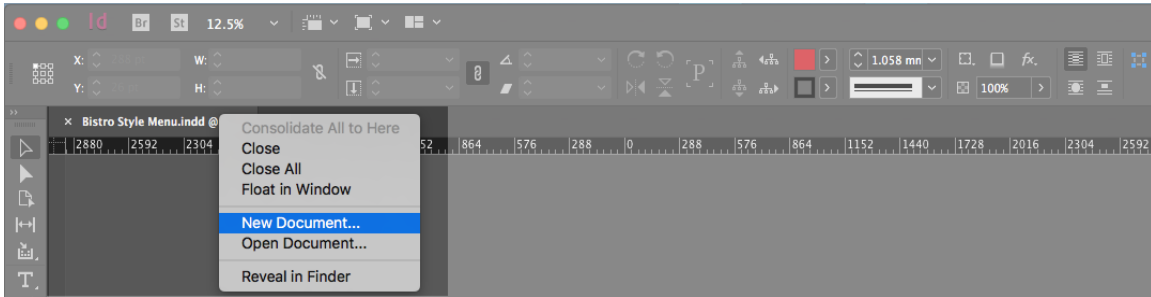 Id Br St 12.5%
X: W: 1.058 mm fx.
Y: H: P 100%
× Bistro Style Menu.indd @
2880 2592 2304 52 864 576 288 0 288 576 864 1152 1440 1728 2016 2304 2592
Consolidate All to Here
Close
Close All
Float in Window
New Document...
Open Document...
Reveal in Finder
T